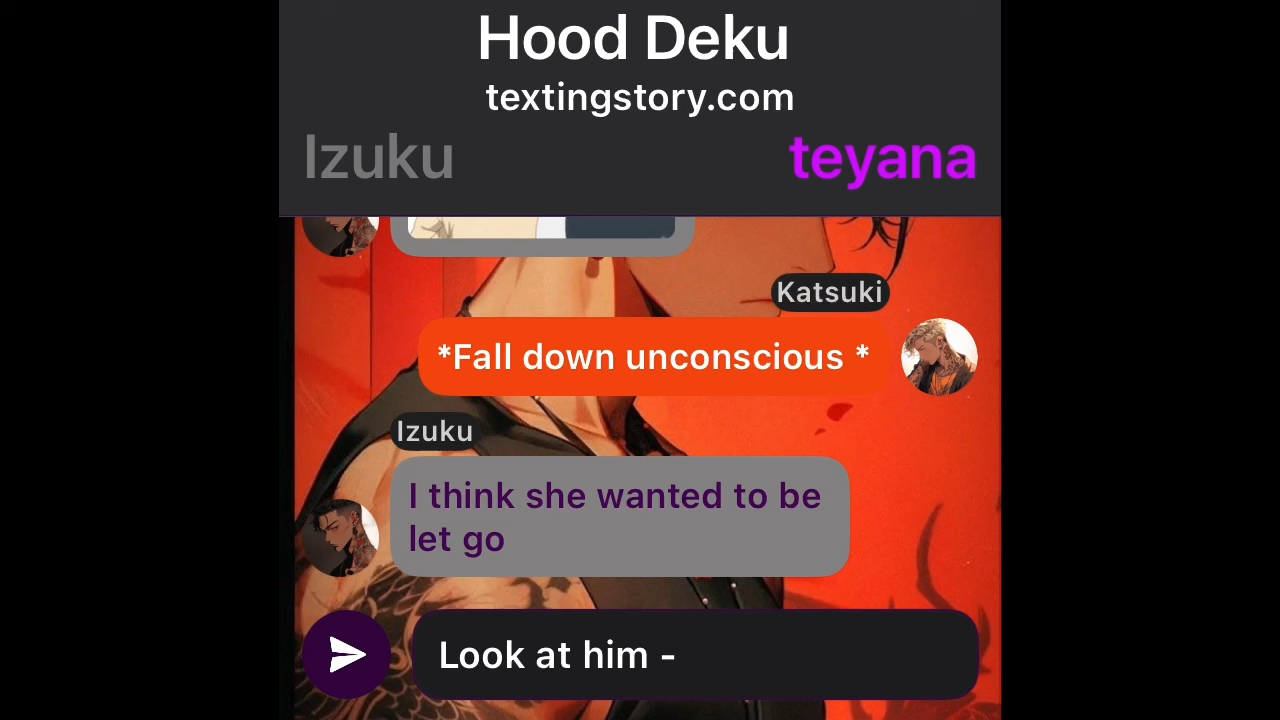 Hood Deku
textingstory.com
Izuku
teyana
Katsuki
*Fall down unconscious *
Izuku
I think she wanted to be
let go
Look at him -